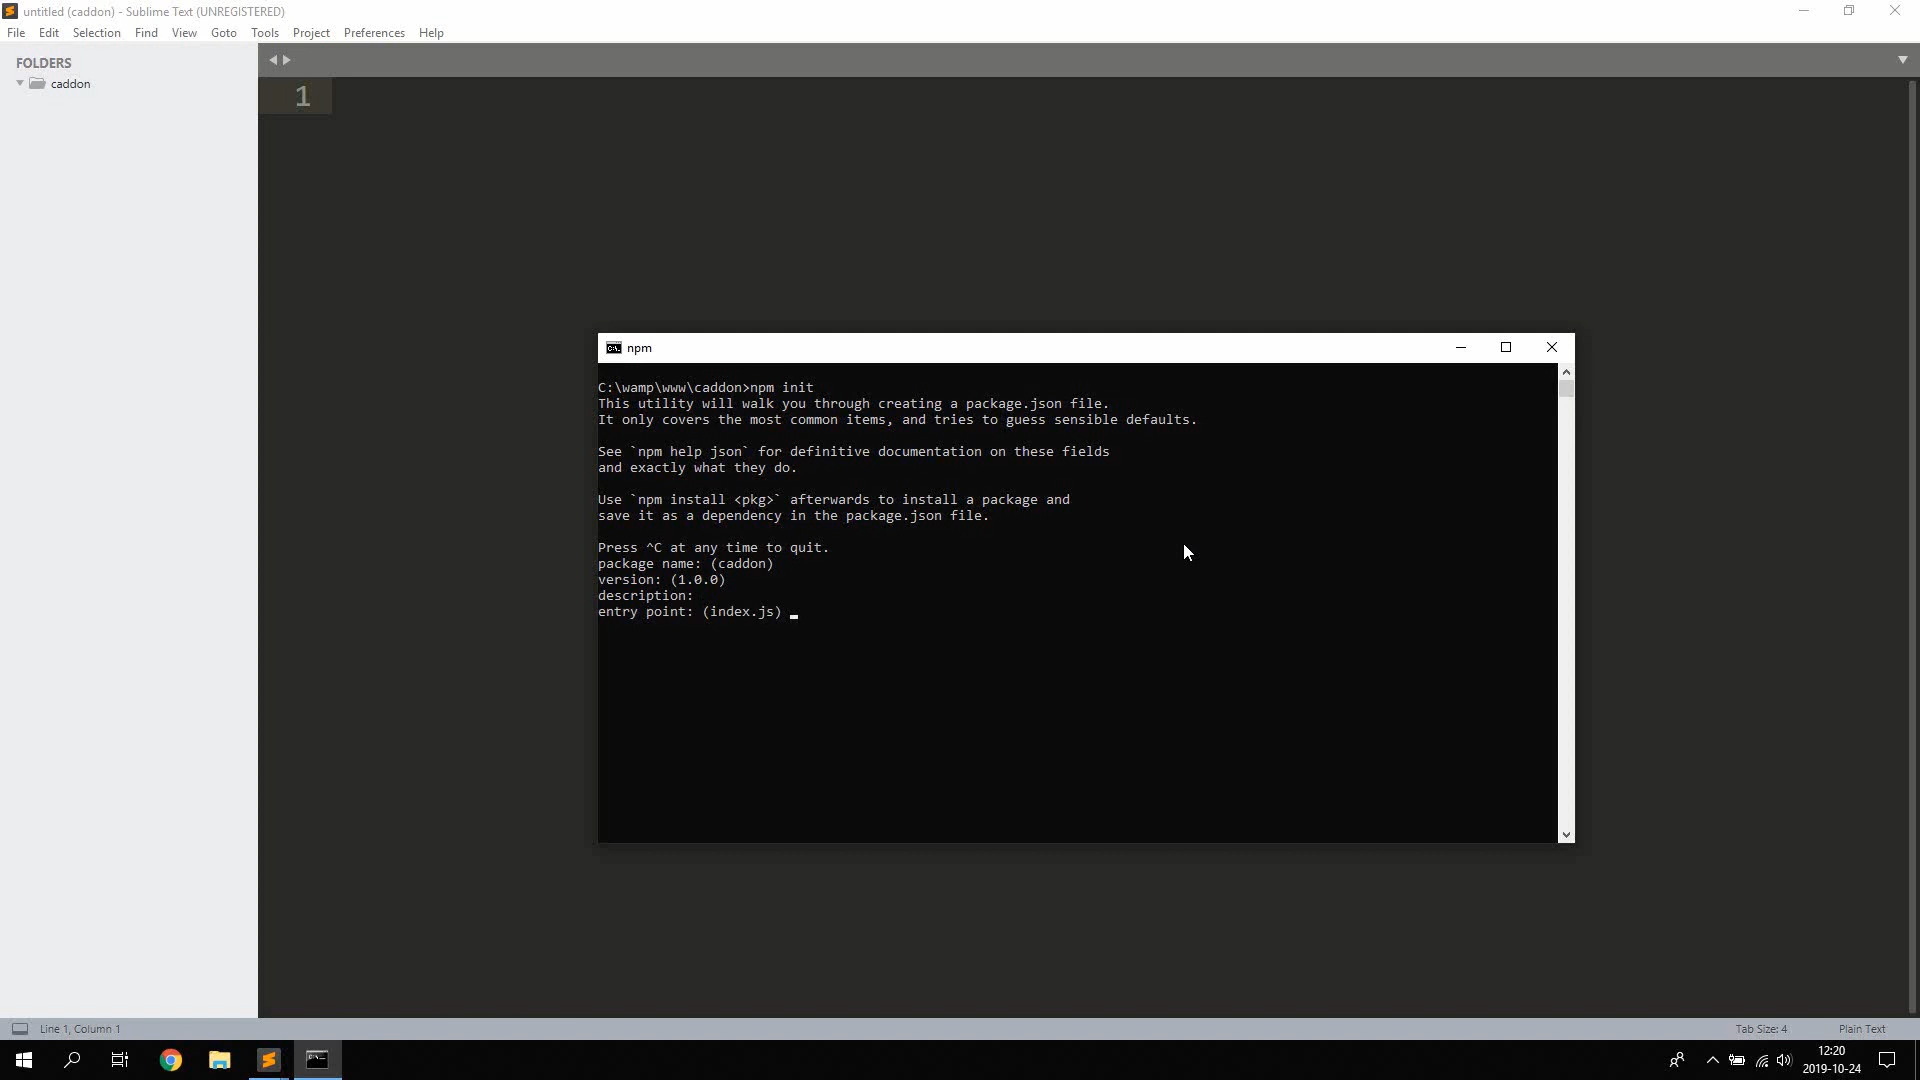 untitled (caddon) - Sublime Text (UNREGISTERED)
File Edit Selection Find View Goto Tools Project Preferences Help
FOLDERS
caddon
1
npm
C:\wamp\www\caddon>npm init
This utility will walk you through creating a package.json file.
It only covers the most common items, and tries to guess sensible defaults.
See `npm help json` for definitive documentation on these fields
and exactly what they do.
Use `npm install <pkg>` afterwards to install a package and
save it as a dependency in the package.json file.
Press ^C at any time to quit.
package name: (caddon)
version: (1.0.0)
description:
entry point: (index.js)
Line 1, Column 1
Tab Size: 4
Plain Text
12:20
2019-10-24